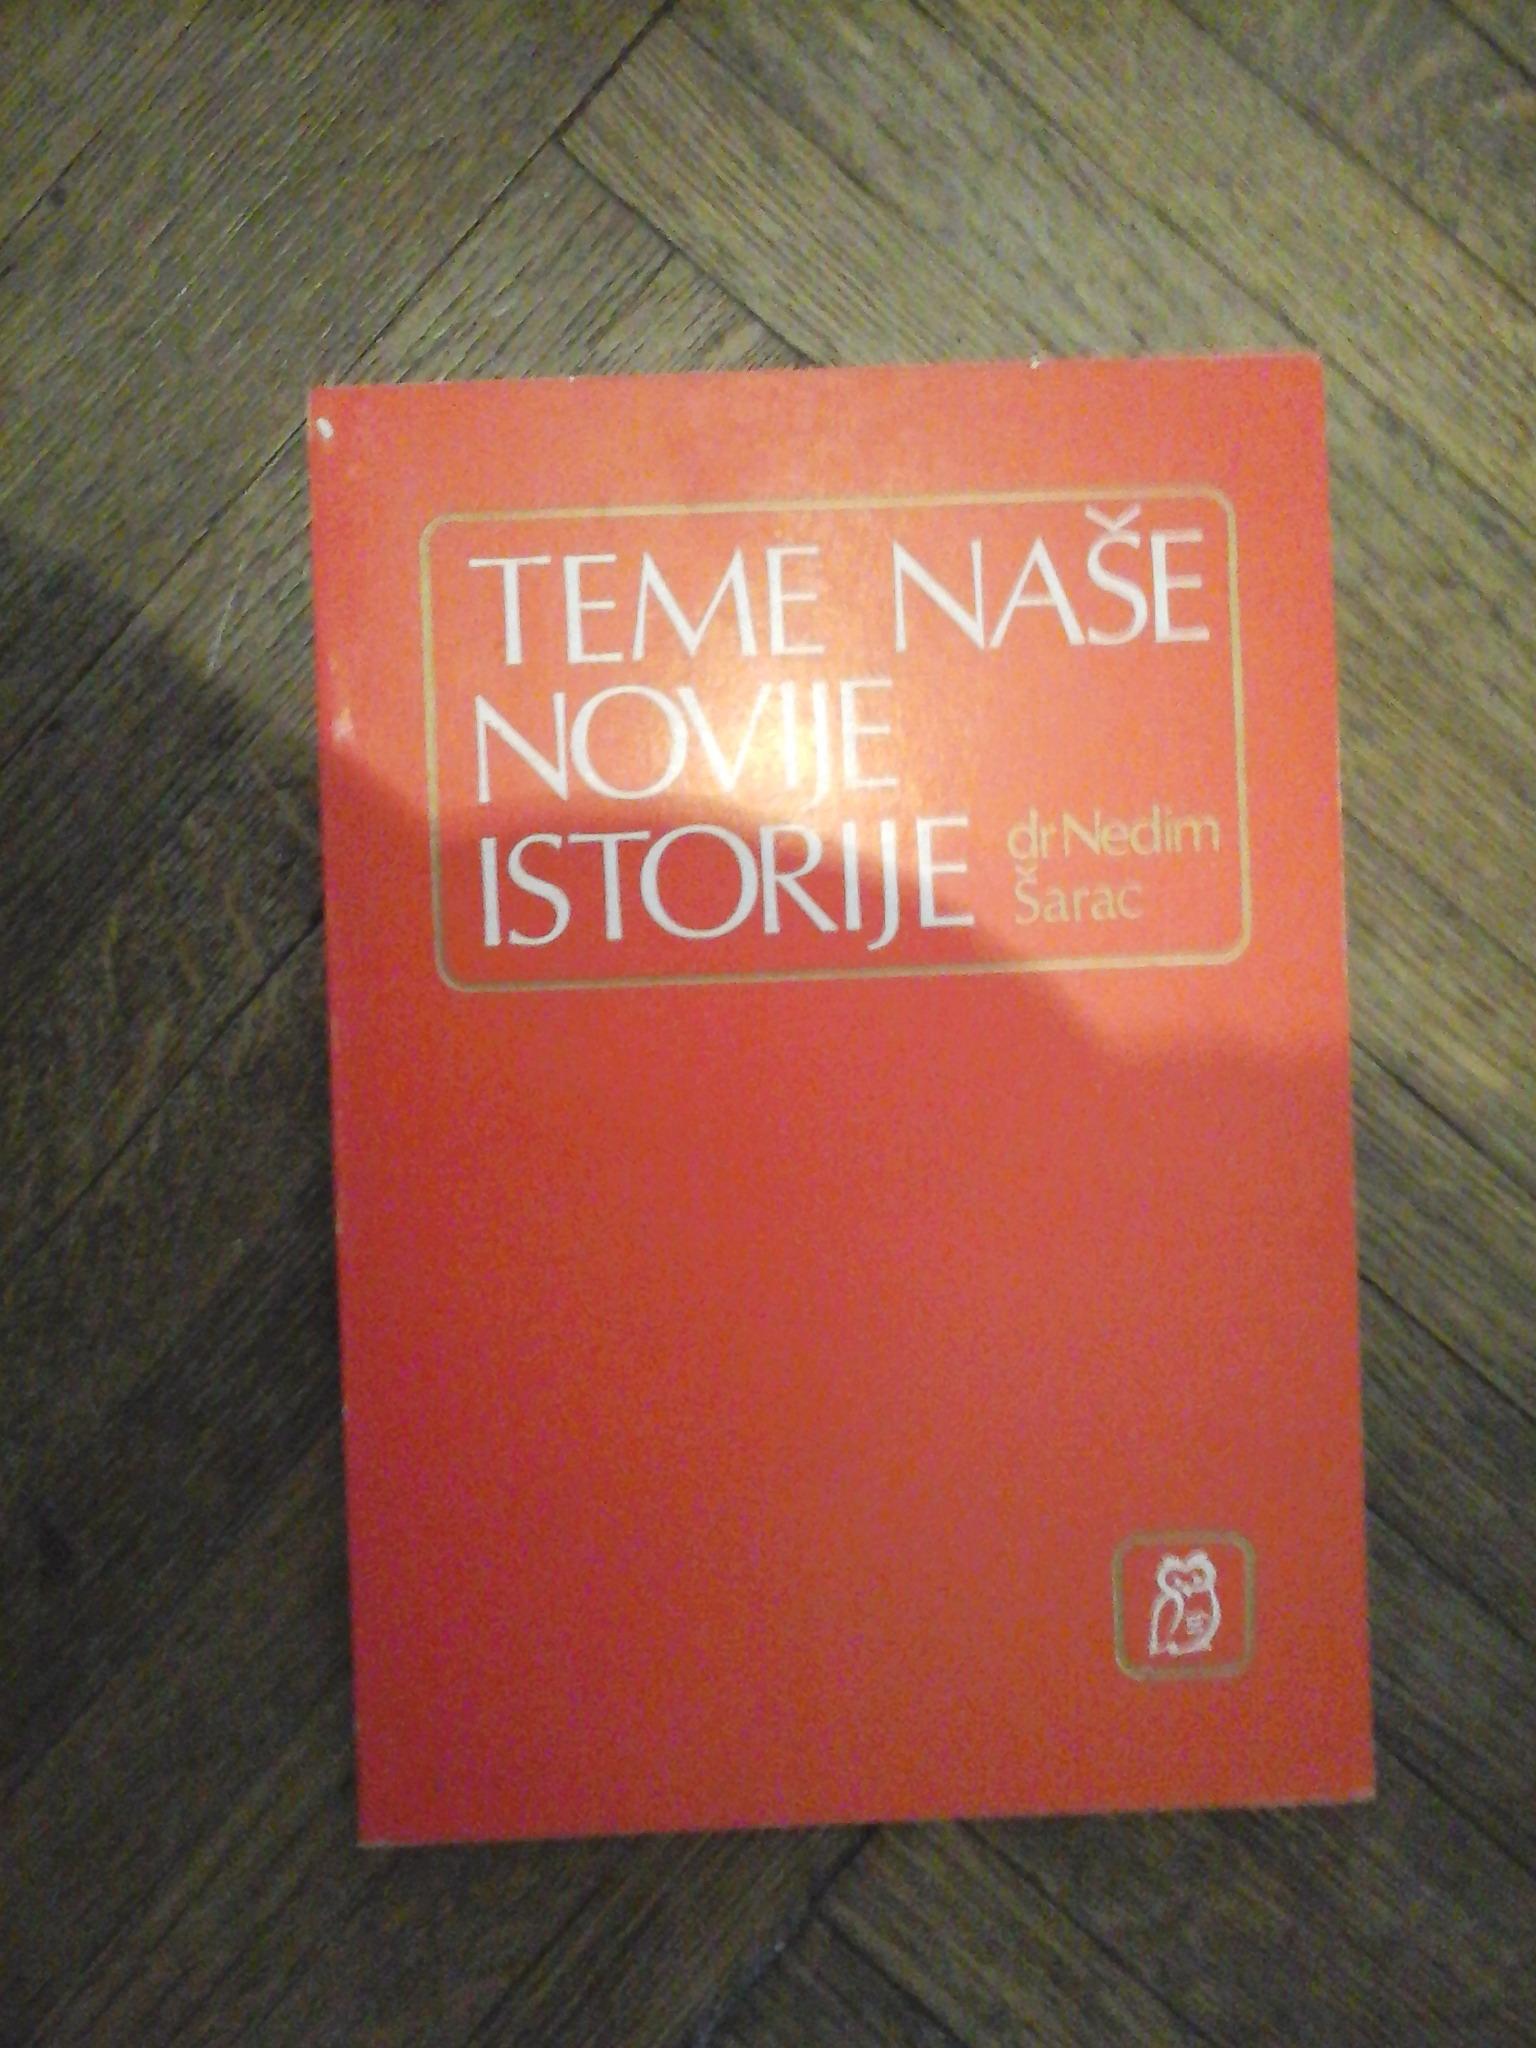 TEME NAŠE
NOVIJE
ISTORIJE
dr Nedim
Šarac